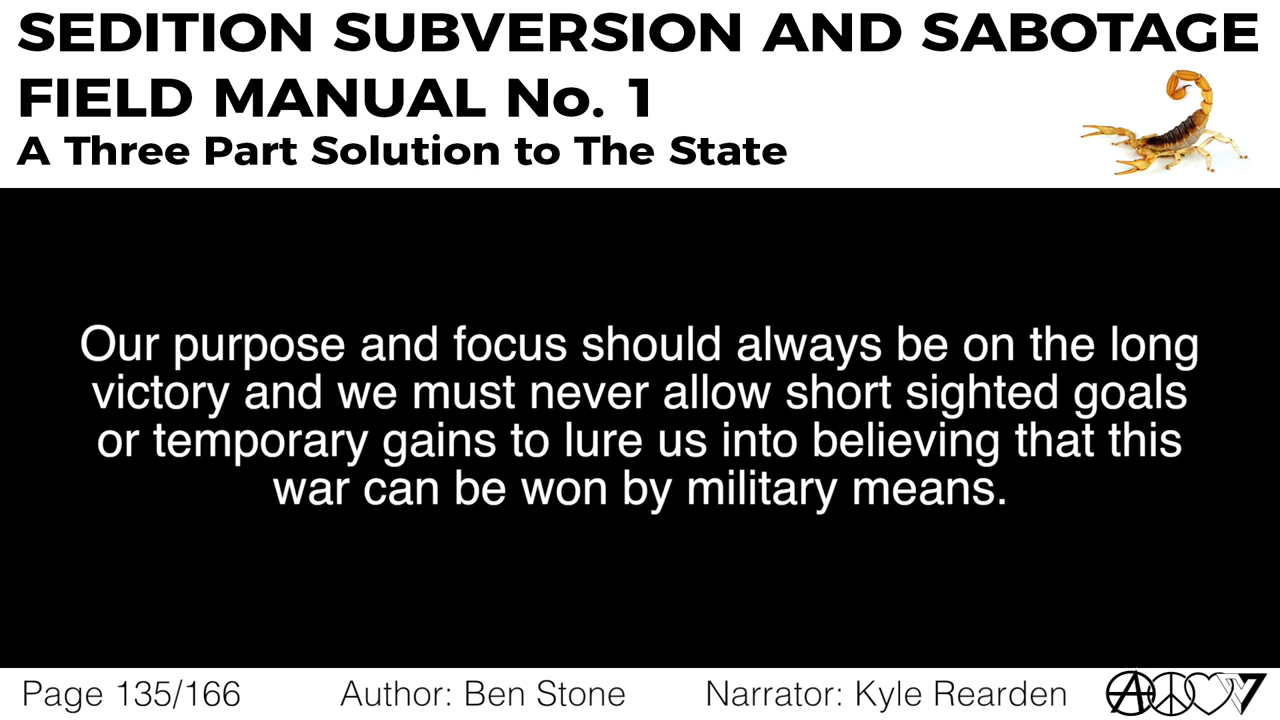 SEDITION SUBVERSION AND SABOTAGE
FIELD MANUAL No. 1
A Three Part Solution to The State
Our purpose and focus should always be on the long
victory and we must never allow short sighted goals
or temporary gains to lure us into believing that this
war can be won by military means.
Page 135/166 Author: Ben Stone Narrator: Kyle Rearden